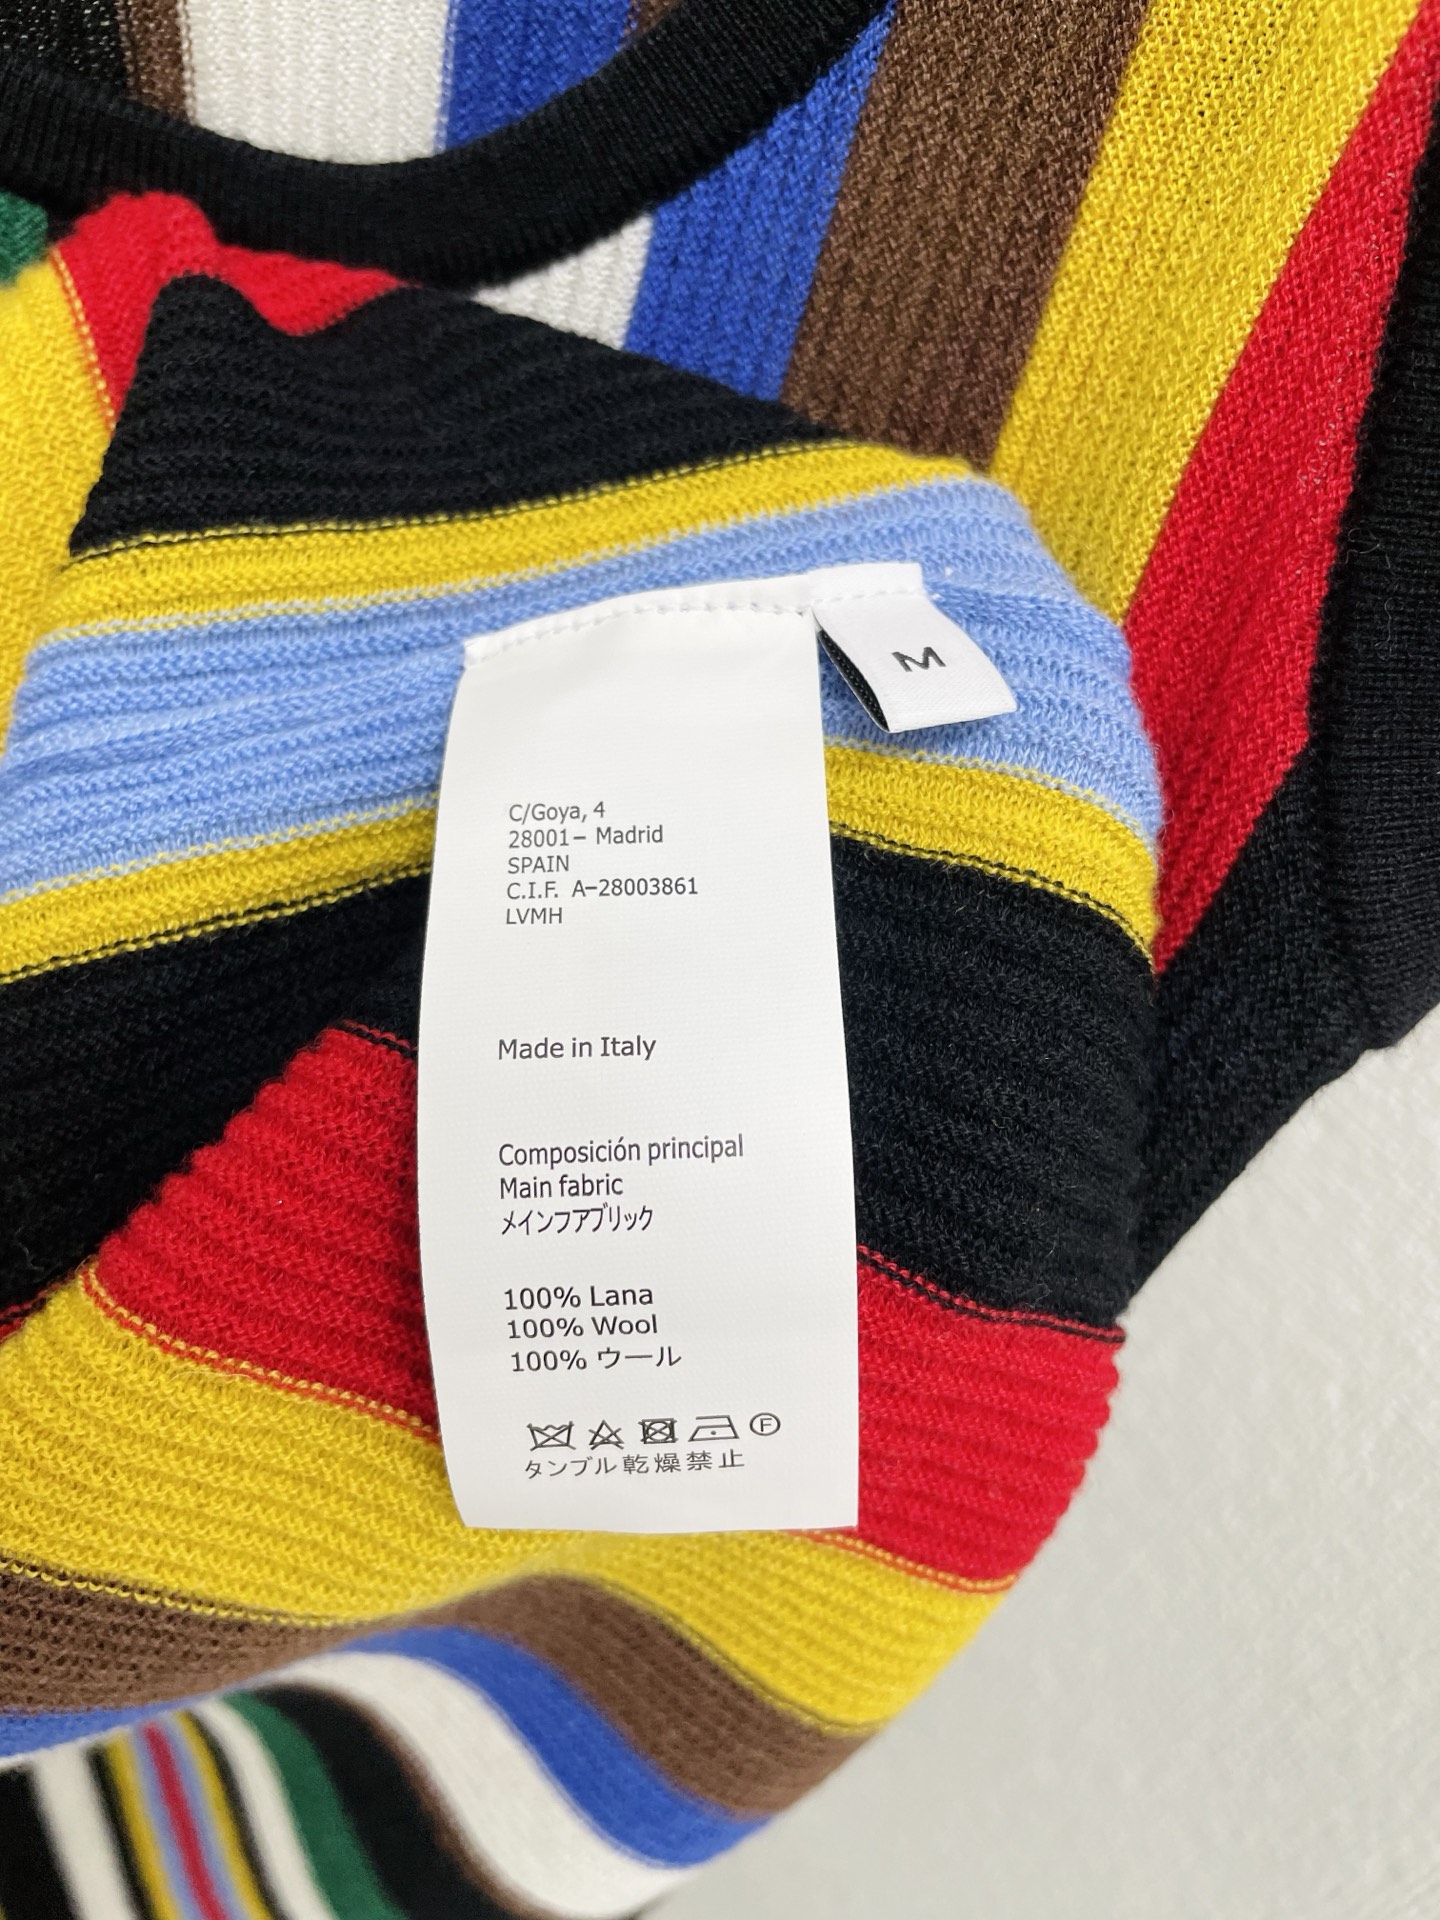 M
C/Goya, 4
28001– Madrid
SPAIN
C.I.F. A–28003861
LVMH
Made in Italy
Composición principal
Main fabric
メインフアブリック
100% Lana
100% Wool
100% ウール
F
タンブル乾燥禁止